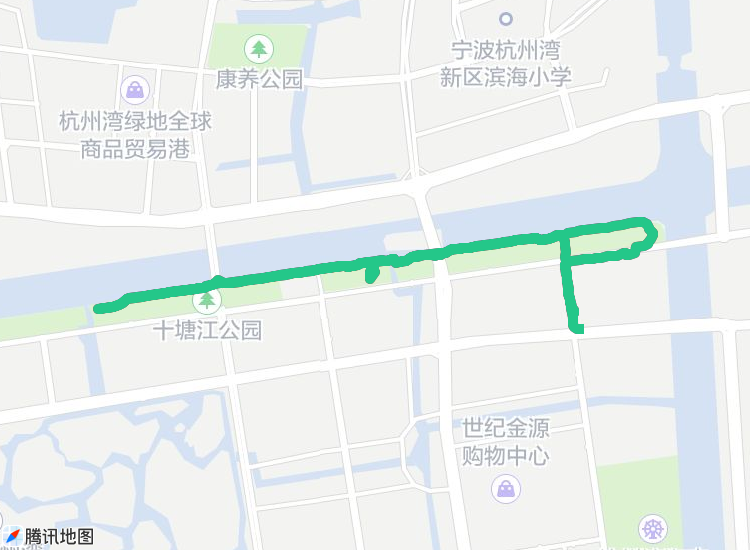 宁波杭州湾
新区滨海小学
康养公园
杭州湾绿地全球
商品贸易港
十塘江公园
世纪金源
购物中心
腾讯地图